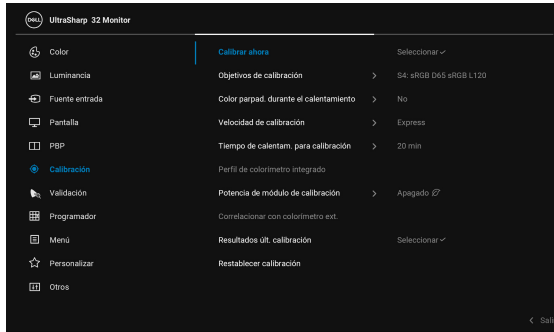 DELL UltraSharp 32 Monitor
Color
Calibrar ahora
Seleccionar
Luminancia
Objetivos de calibración
S4: sRGB D65 sRGB L120
Fuente entrada
Color parpad. durante el calentamiento
No
Pantalla
Velocidad de calibración
Express
PBP
Tiempo de calentam. para calibración
20 min
Calibración
Perfil de colorimetro integrado
Validación
Potencia de módulo de calibración
Apagado
Programador
Correlacionar con colorímetro ext.
Menú
Resultados últ. calibración
Seleccionar
Personalizar
Restablecer calibración
Otros
Sali